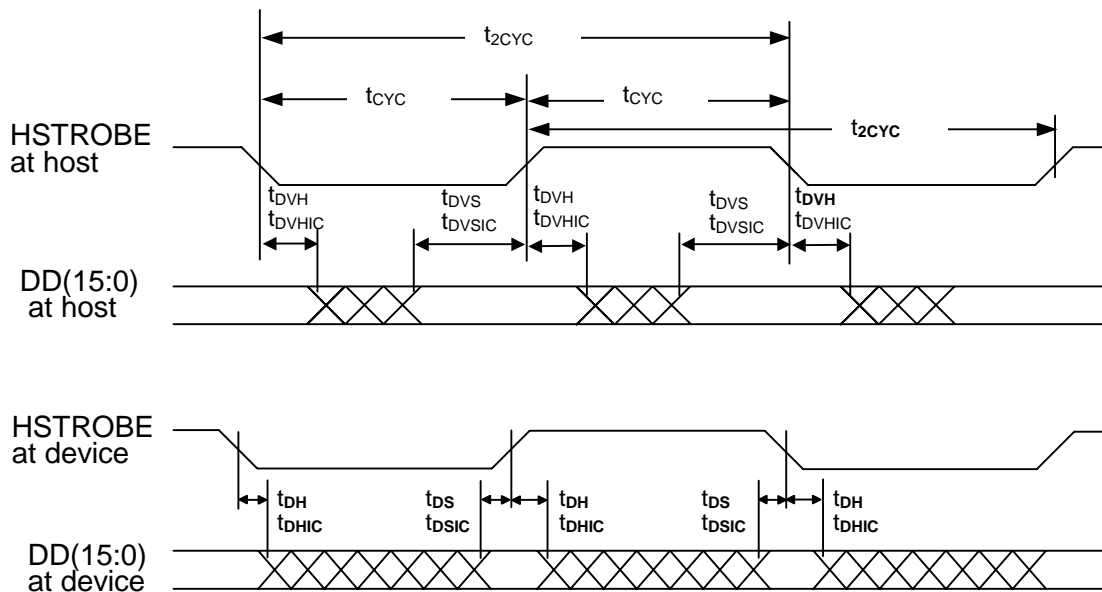 t2CYC
tCYC tCYC
HSTROBE
at host
t2CYC
tDVH tDVS tDVH tDVS tDVH
tDVHIC tDVSIC tDVHIC tDVSIC tDVHIC
DD(15:0)
at host
HSTROBE
at device
tDH tDS tDH tDS tDH
tDHIC tDSIC tDHIC tDSIC tDHIC
DD(15:0)
at device